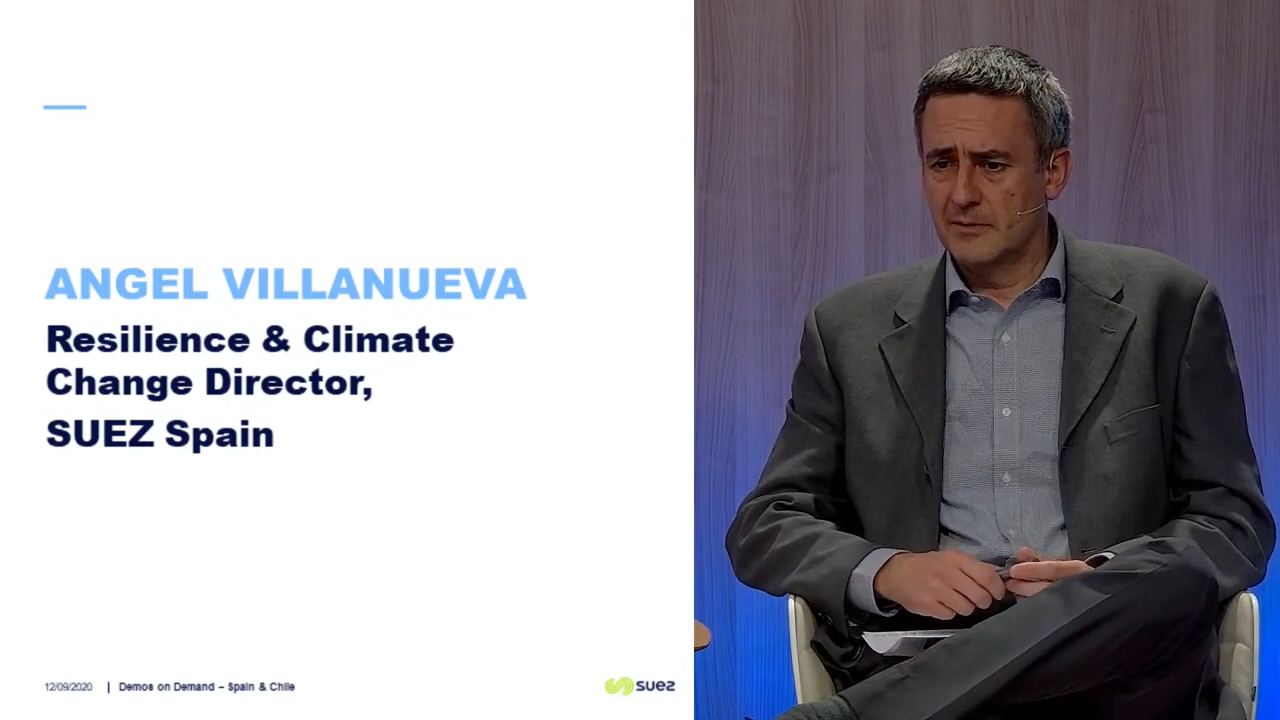 ANGEL VILLANUEVA
Resilience & Climate
Change Director,
SUEZ Spain
12/09/2020 | Demos on Demand – Spain & Chile
suez